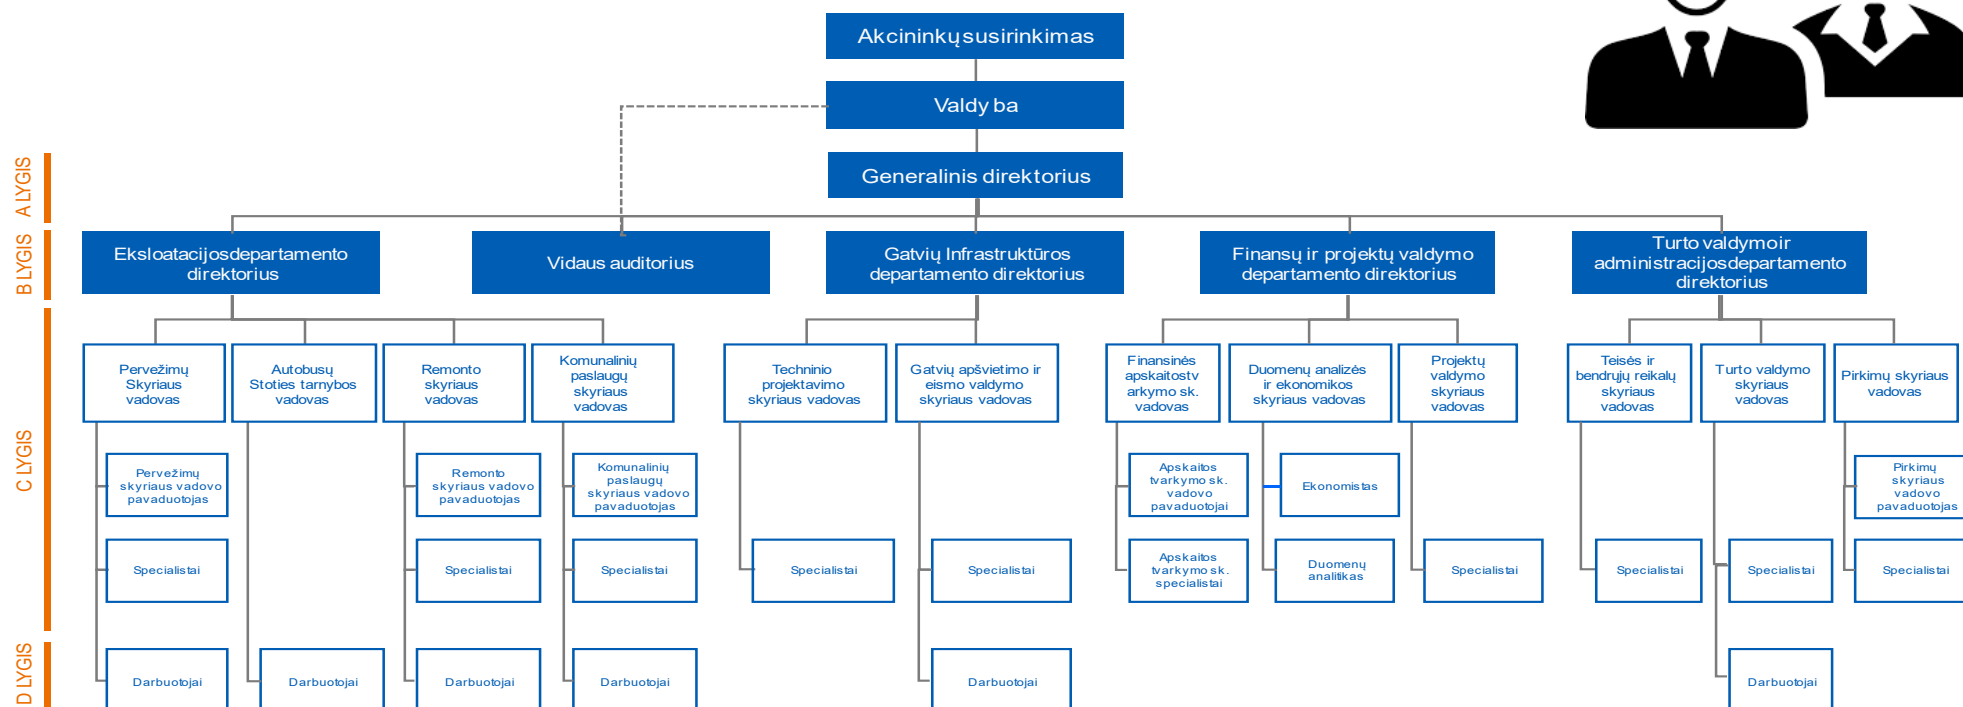 Akcininkų susirinkimas
Valdyba
Generalinis direktorius
A LYGIS
B LYGIS
Eksloatacijosdepartamento
direktorius
Vidaus auditorius
Gatvių Infrastruktūros
departamento direktorius
Finansų ir projektų valdymo
departamento direktorius
Turto valdymo ir
administracijosdepartamento
direktorius
C LYGIS
Pervežimų
Skyriaus
vadovas
Autobusų
Stoties tarnybos
vadovas
Remonto
skyriaus
vadovas
Komunalinių
paslaugų
skyriaus
vadovas
Techninio
projektavimo
skyriaus vadovas
Gatvių apšvietimo ir
eismo valdymo
skyriaus vadovas
Finansinės
apskaitostv
arkymo sk.
vadovas
Duomenų analizės
ir ekonomikos
skyriaus vadovas
Projektų
valdymo
skyriaus
vadovas
Teisės ir
bendrųjų reikalų
skyriaus
vadovas
Turto valdymo
skyriaus
vadovas
Pirkimų skyriaus
vadovas
Pervežimų
skyriaus vadovo
pavaduotojas
Remonto
skyriaus vadovo
pavaduotojas
Komunalinių
paslaugų
skyriaus vadovo
pavaduotojas
Apskaitos
tvarkymo sk.
vadovo
pavaduotojai
Ekonomistas
Pirkimų
skyriaus
vadovo
pavaduotojas
Specialistai
Specialistai
Specialistai
Specialistai
Specialistai
Apskaitos
tvarkymo sk.
specialistai
Duomenų
analitikas
Specialistai
Specialistai
Specialistai
Specialistai
D LYGIS
Darbuotojai
Darbuotojai
Darbuotojai
Darbuotojai
Darbuotojai
Darbuotojai